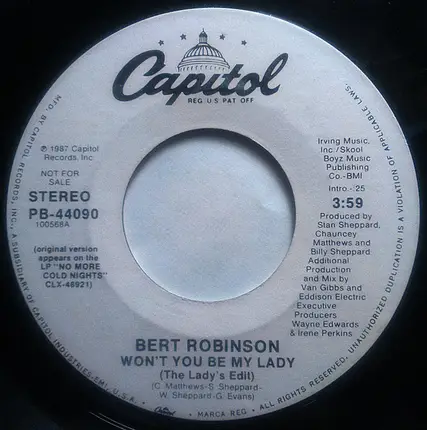 Capitol
REG. U.S. PAT. OFF.
℗ 1987 Capitol
Records, Inc.
NOT FOR
SALE
STEREO
PB-44090
100568A
(original version
appears on the
LP "NO MORE
COLD NIGHTS"
CLX-48921)
Irving Music,
Inc./Skool
Boyz Music
Publishing
Co.-BMI
Intro.-:25
3:59
Produced by
Stan Sheppard,
Chauncey
Matthews and
Billy Sheppard
Additional
Production
and Mix by
Van Gibbs and
Eddison Electric
Executive
Producers
Wayne Edwards
& Irene Perkins
BERT ROBINSON
WON'T YOU BE MY LADY
(The Lady's Edit)
(C. Matthews-S. Sheppard-
W. Sheppard-G. Evans)
MFD. BY CAPITOL RECORDS, INC., A SUBSIDIARY OF CAPITOL INDUSTRIES-EMI, U.S.A. • Capitol • MARCA REG. • ALL RIGHTS RESERVED. UNAUTHORIZED DUPLICATION IS A VIOLATION OF APPLICABLE LAWS.